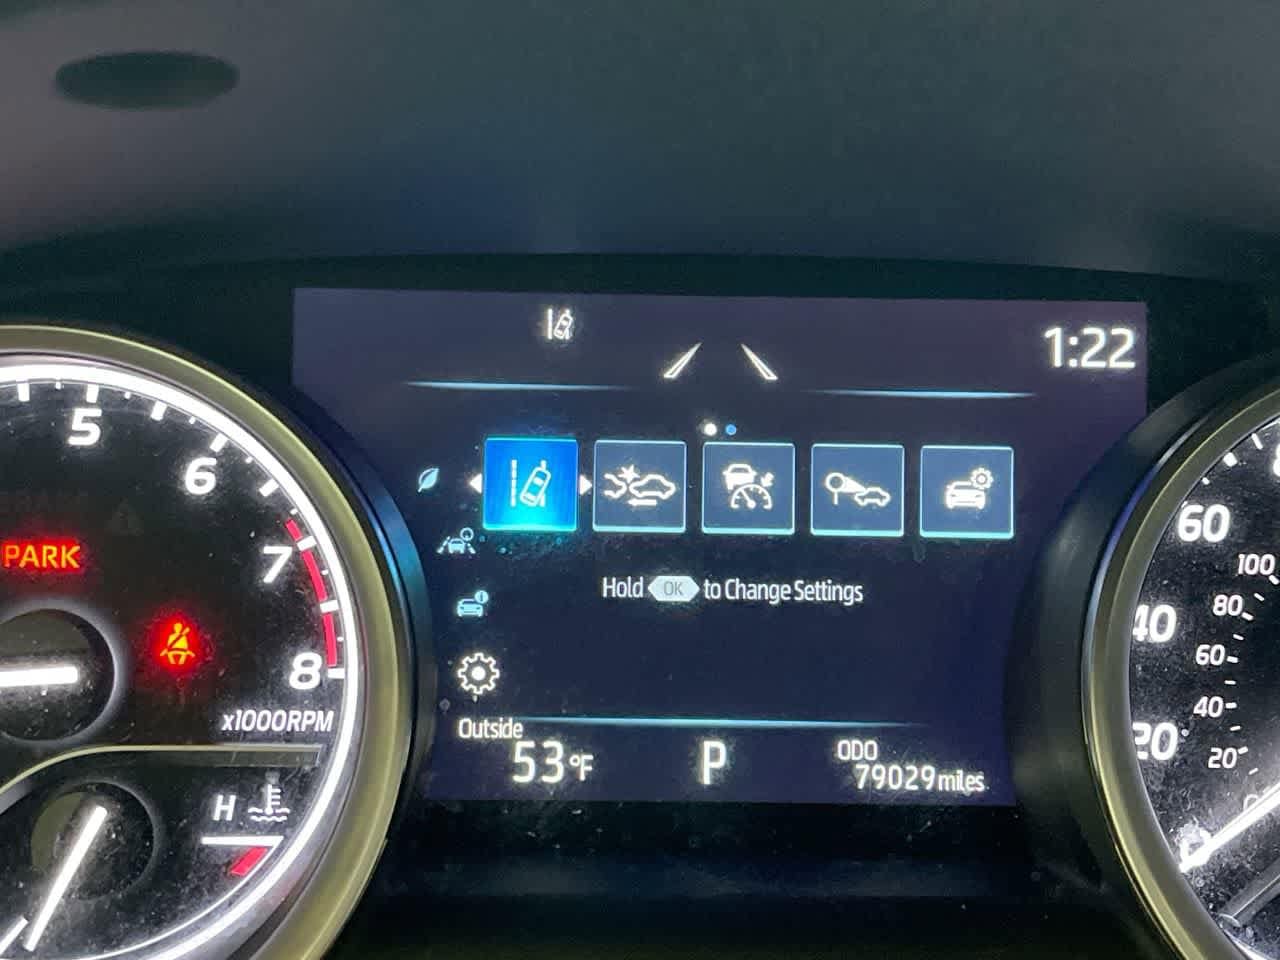 1:22
5
6
7
8
PARK
x1000RPM
H
Hold OK to Change Settings
Outside
53°F
P
ODO
79029 miles
60
40
20
100
80
60
40
20